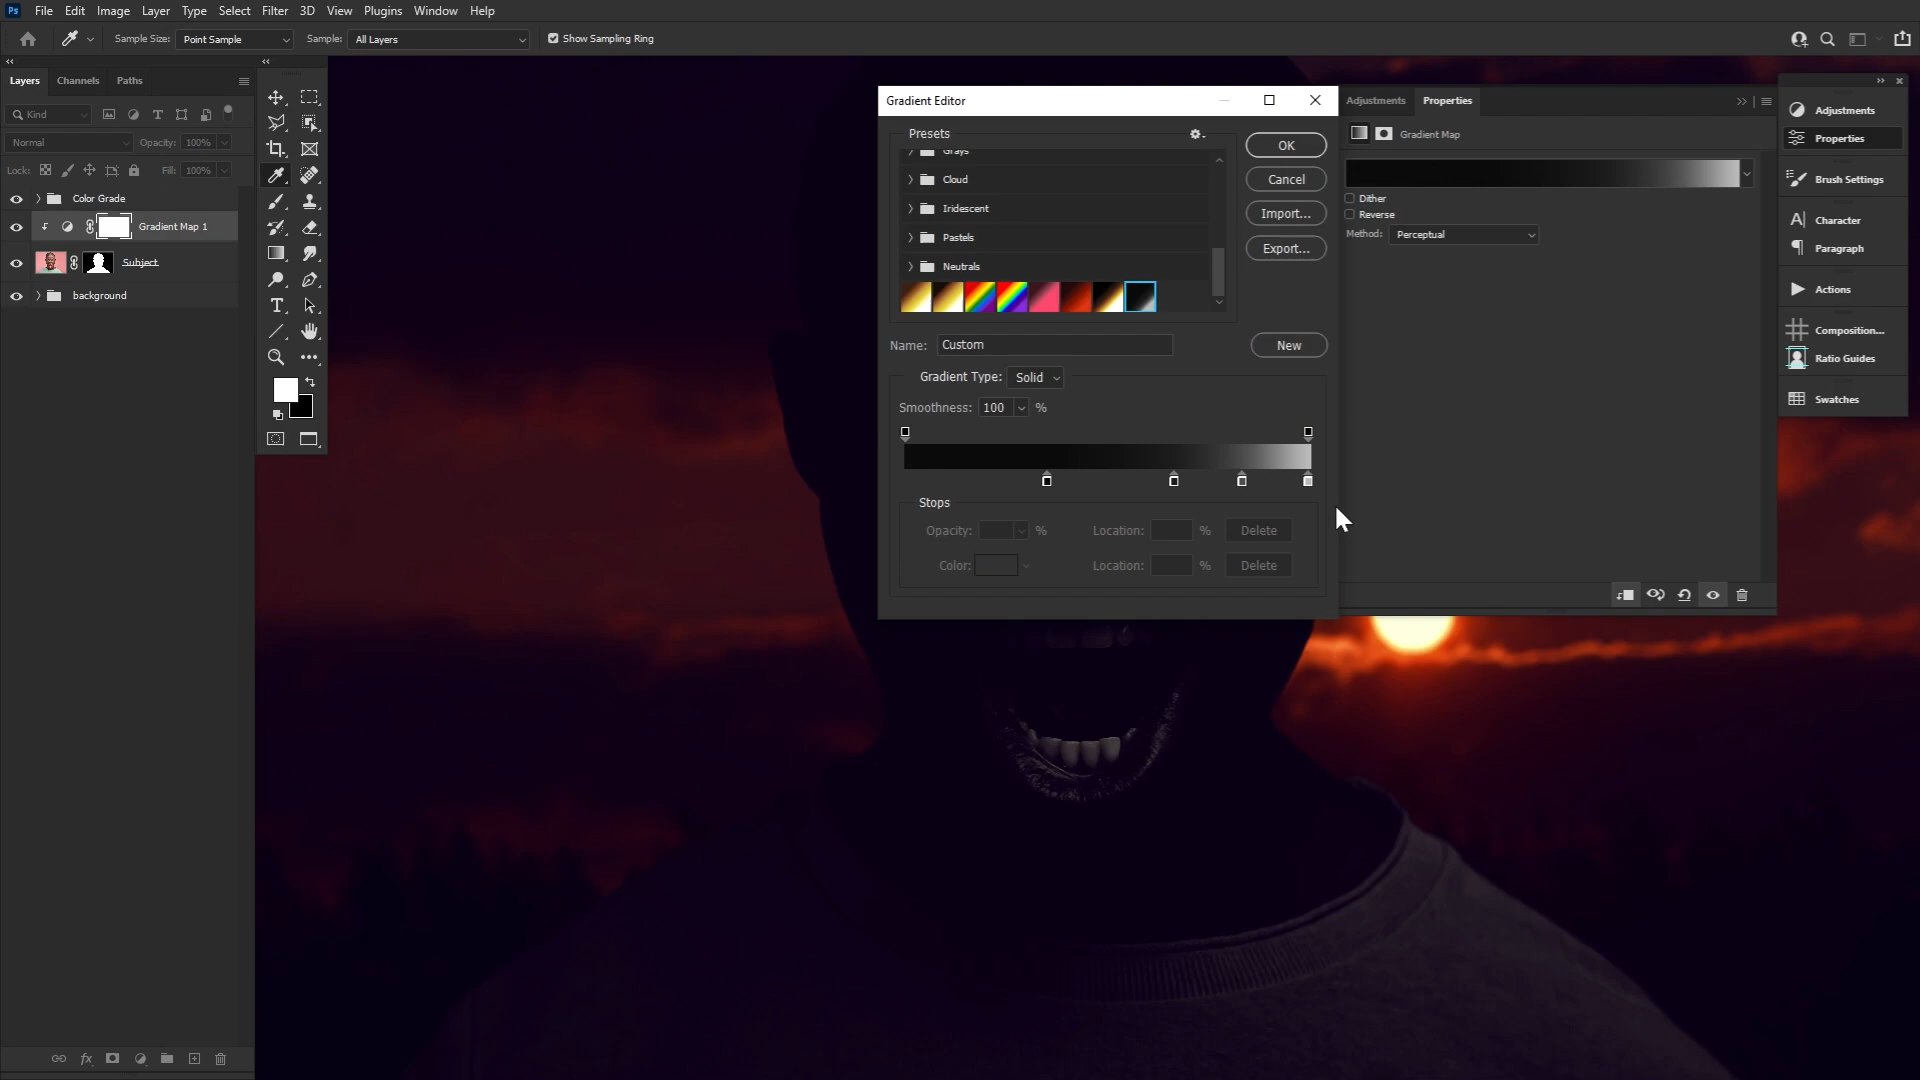 Ps File Edit Image Layer Type Select Filter 3D View Plugins Window Help
Sample Size: Point Sample Sample: All Layers Show Sampling Ring
Layers Channels Paths
Kind
Normal Opacity: 100%
Lock: Fill: 100%
Color Grade
Gradient Map 1
Subject
background
fx
Gradient Editor
Presets
Grays
Cloud
Iridescent
Pastels
Neutrals
OK
Cancel
Import...
Export...
Name: Custom New
Gradient Type: Solid
Smoothness: 100 %
Stops
Opacity: % Location: % Delete
Color: Location: % Delete
Adjustments Properties
Gradient Map
Dither
Reverse
Method: Perceptual
Adjustments
Properties
Brush Settings
Character
Paragraph
Actions
Composition...
Ratio Guides
Swatches